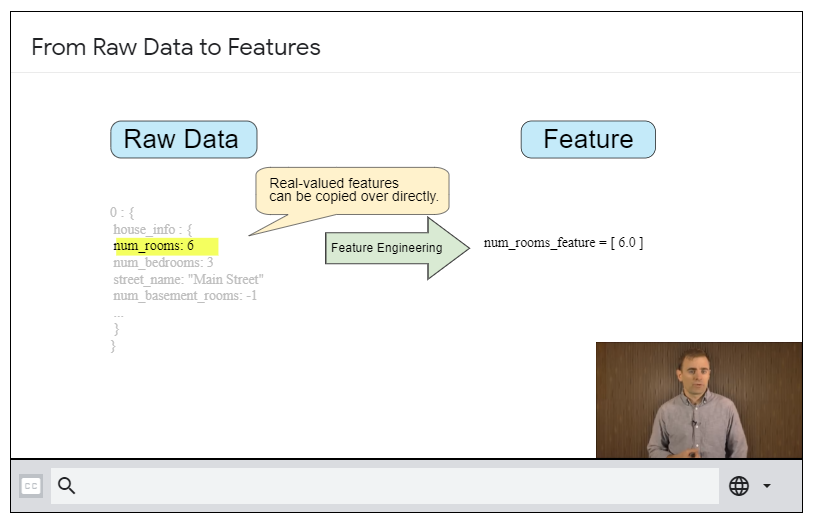 From Raw Data to Features
Raw Data
Feature
Real-valued features
can be copied over directly.
0 : {
house_info : {
num_rooms: 6
num_bedrooms: 3
street_name: "Main Street"
num_basement_rooms: -1
...
}
}
Feature Engineering
num_rooms_feature = [ 6.0 ]
CC